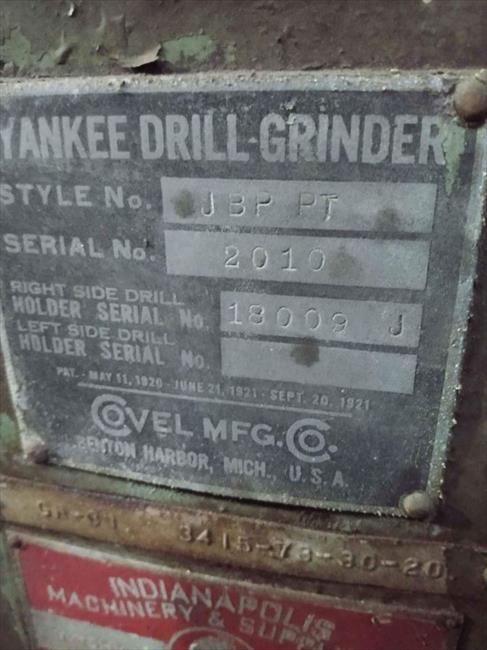 YANKEE DRILL-GRINDER
STYLE No. JBP PT
SERIAL No. 2010
RIGHT SIDE DRILL
HOLDER SERIAL No. 18009 J
LEFT SIDE DRILL
HOLDER SERIAL No.
PAT. - MAY 11, 1920 - JUNE 21, 1921 - SEPT. 20, 1921
COVEL MFG. CO.
BENTON HARBOR, MICH., U.S.A.
3415-73-30-20
INDIANAPOLIS
MACHINERY & SUPPLY